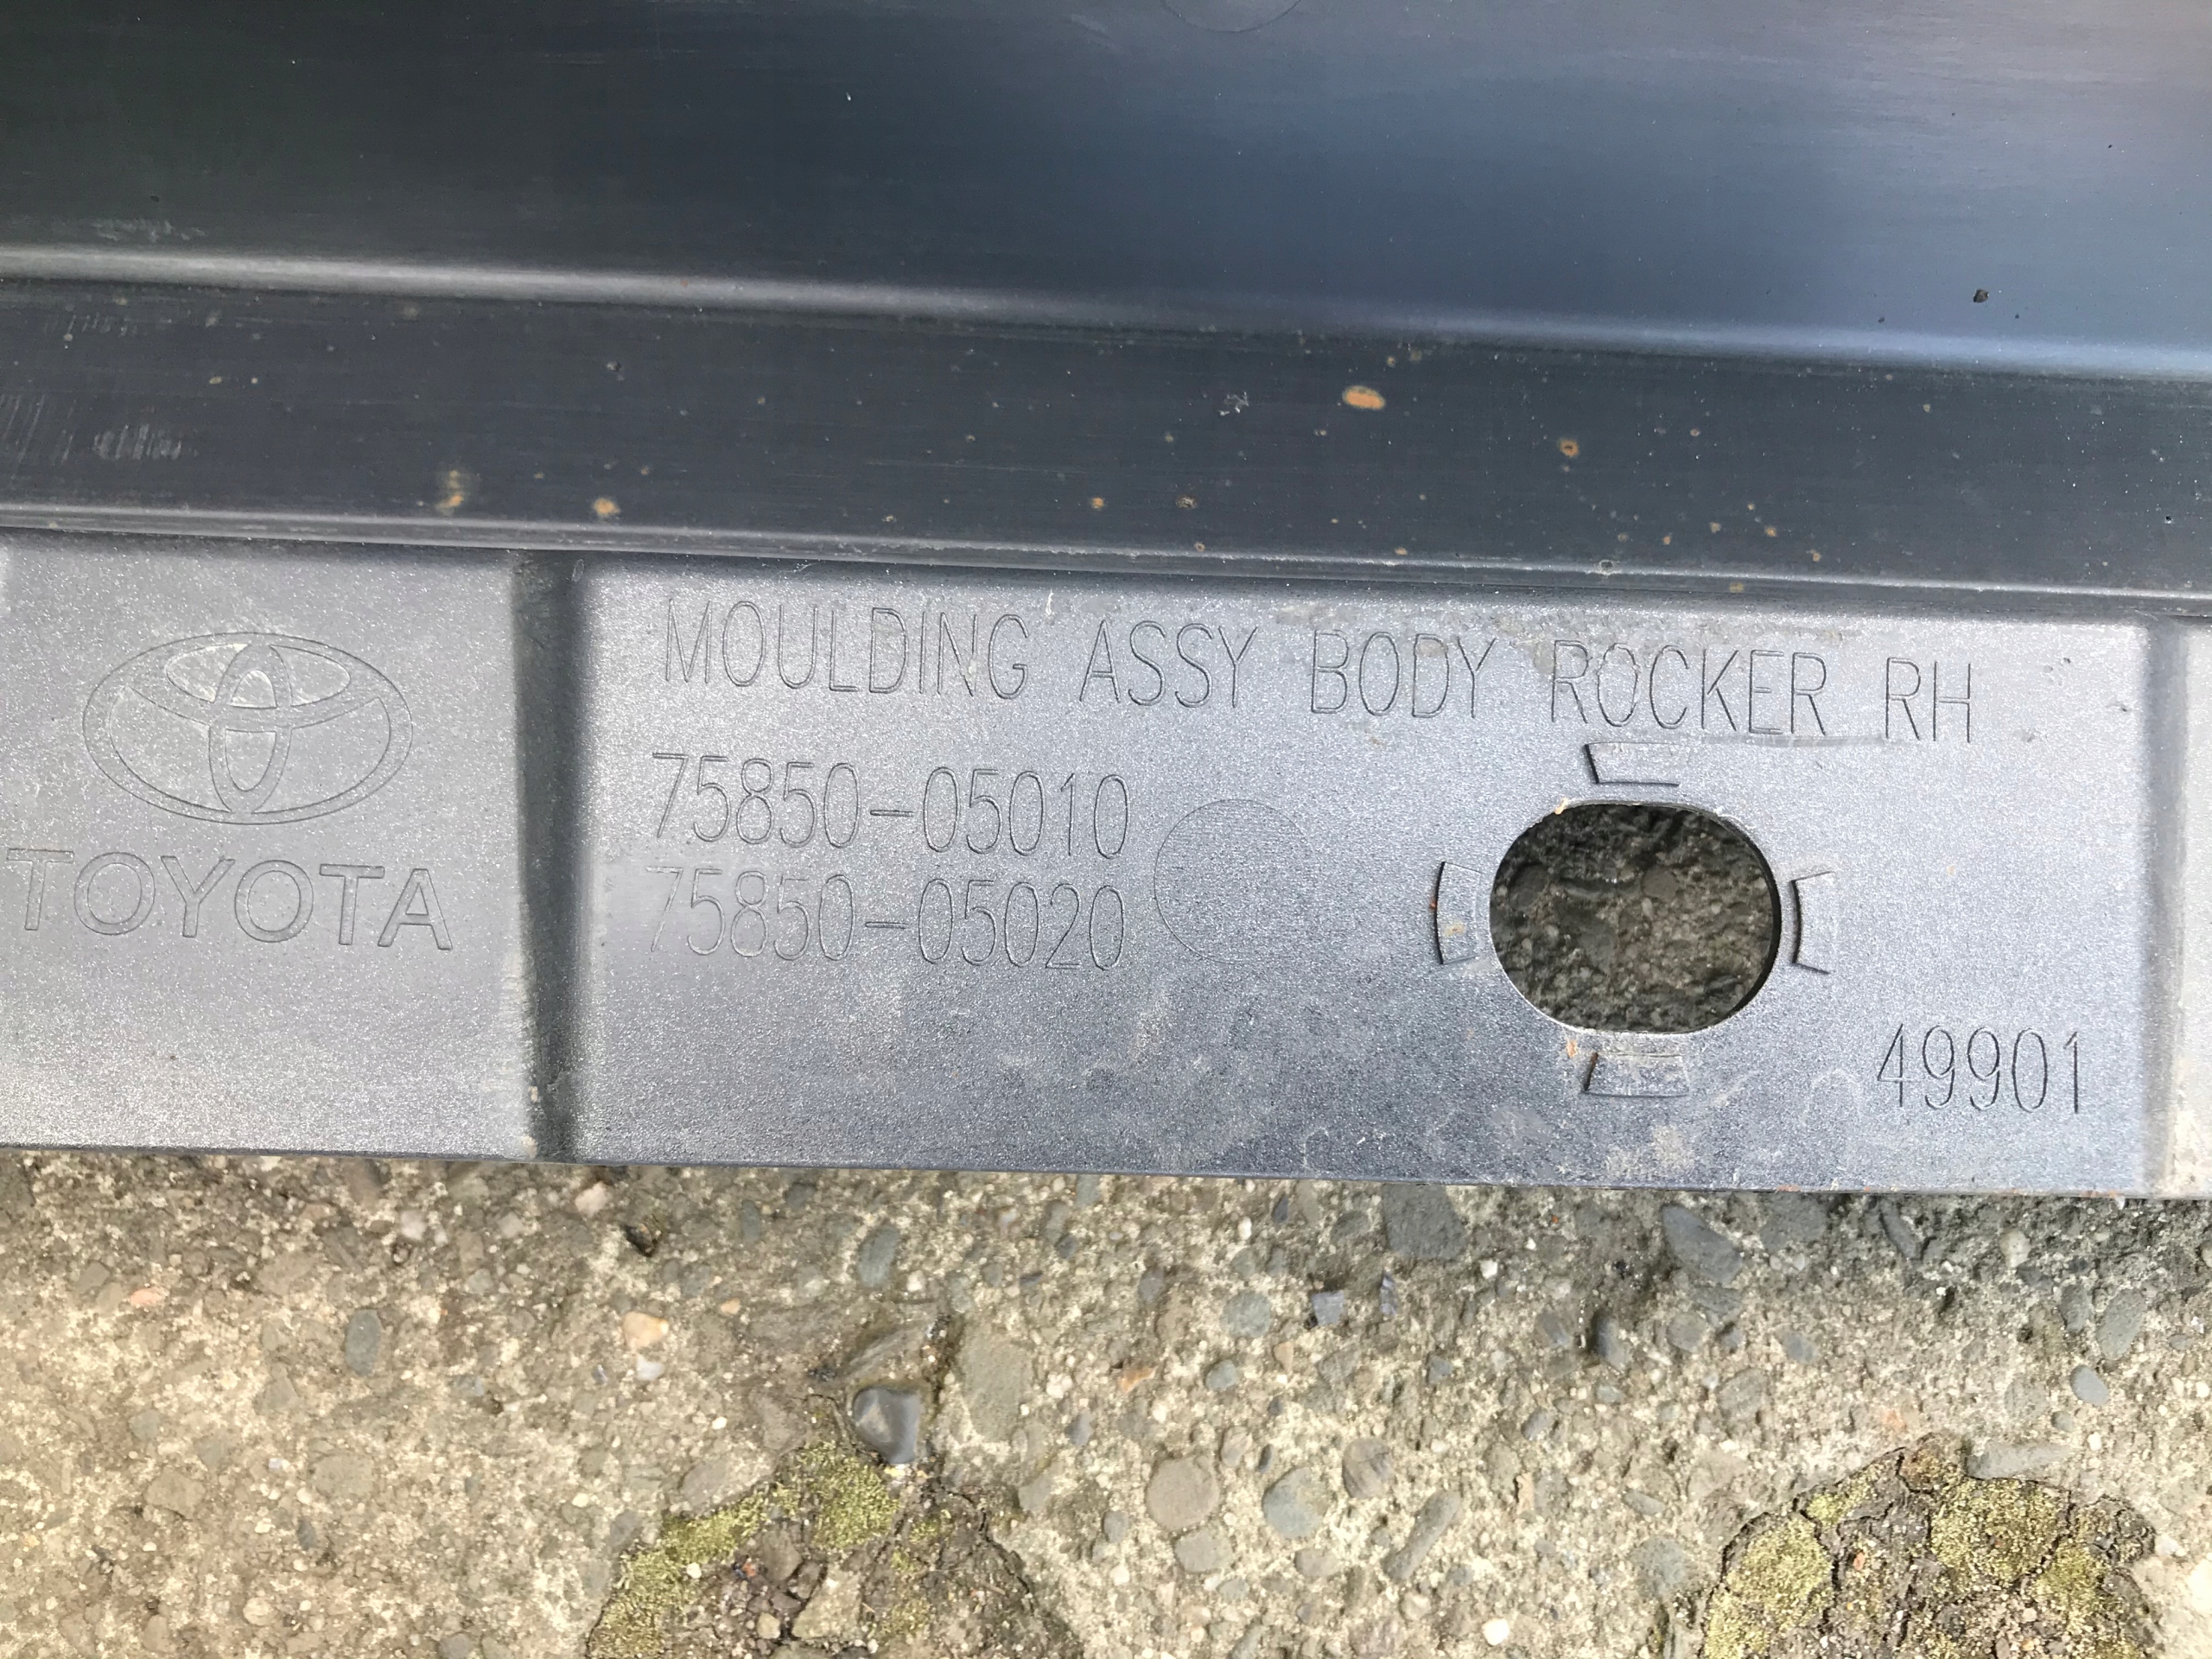 MOULDING ASSY BODY ROCKER RH
75850-05010
75850-05020
TOYOTA
49901